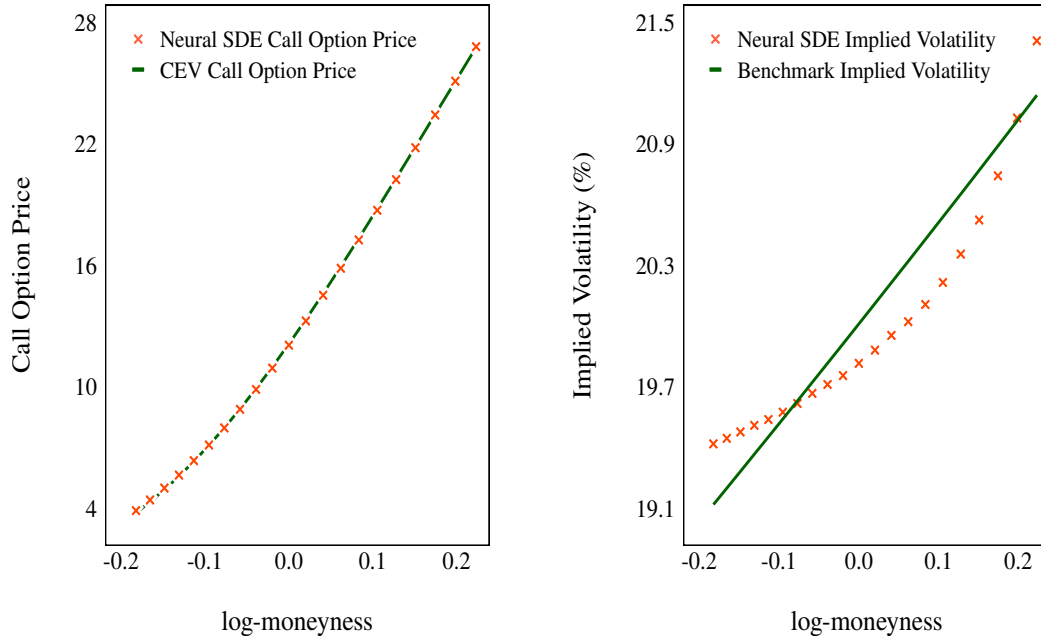 28
22
16
10
4
Call Option Price
Neural SDE Call Option Price
CEV Call Option Price
-0.2 -0.1 0.0 0.1 0.2
log-moneyness
21.5
20.9
20.3
19.7
19.1
Implied Volatility (%)
Neural SDE Implied Volatility
Benchmark Implied Volatility
-0.2 -0.1 0.0 0.1 0.2
log-moneyness